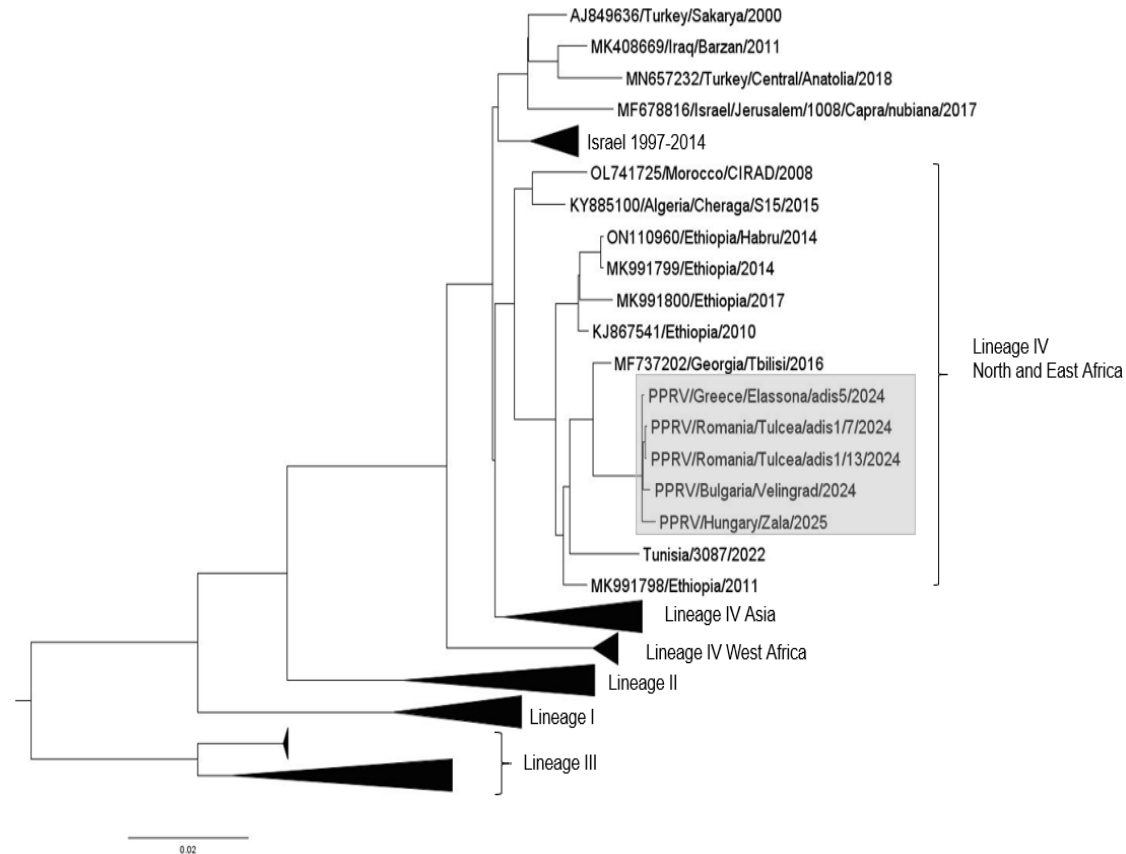 AJ849636/Turkey/Sakarya/2000
MK408669/Iraq/Barzan/2011
MN657232/Turkey/Central/Anatolia/2018
MF678816/Israel/Jerusalem/1008/Capra/nubiana/2017
Israel 1997-2014
OL741725/Morocco/CIRAD/2008
KY885100/Algeria/Cheraga/S15/2015
ON110960/Ethiopia/Habru/2014
MK991799/Ethiopia/2014
MK991800/Ethiopia/2017
KJ867541/Ethiopia/2010
MF737202/Georgia/Tbilisi/2016
PPRV/Greece/Elassona/adis5/2024
PPRV/Romania/Tulcea/adis1/7/2024
PPRV/Romania/Tulcea/adis1/13/2024
PPRV/Bulgaria/Velingrad/2024
PPRV/Hungary/Zala/2025
Tunisia/3087/2022
MK991798/Ethiopia/2011
Lineage IV
North and East Africa
Lineage IV Asia
Lineage IV West Africa
Lineage II
Lineage I
Lineage III
0.02